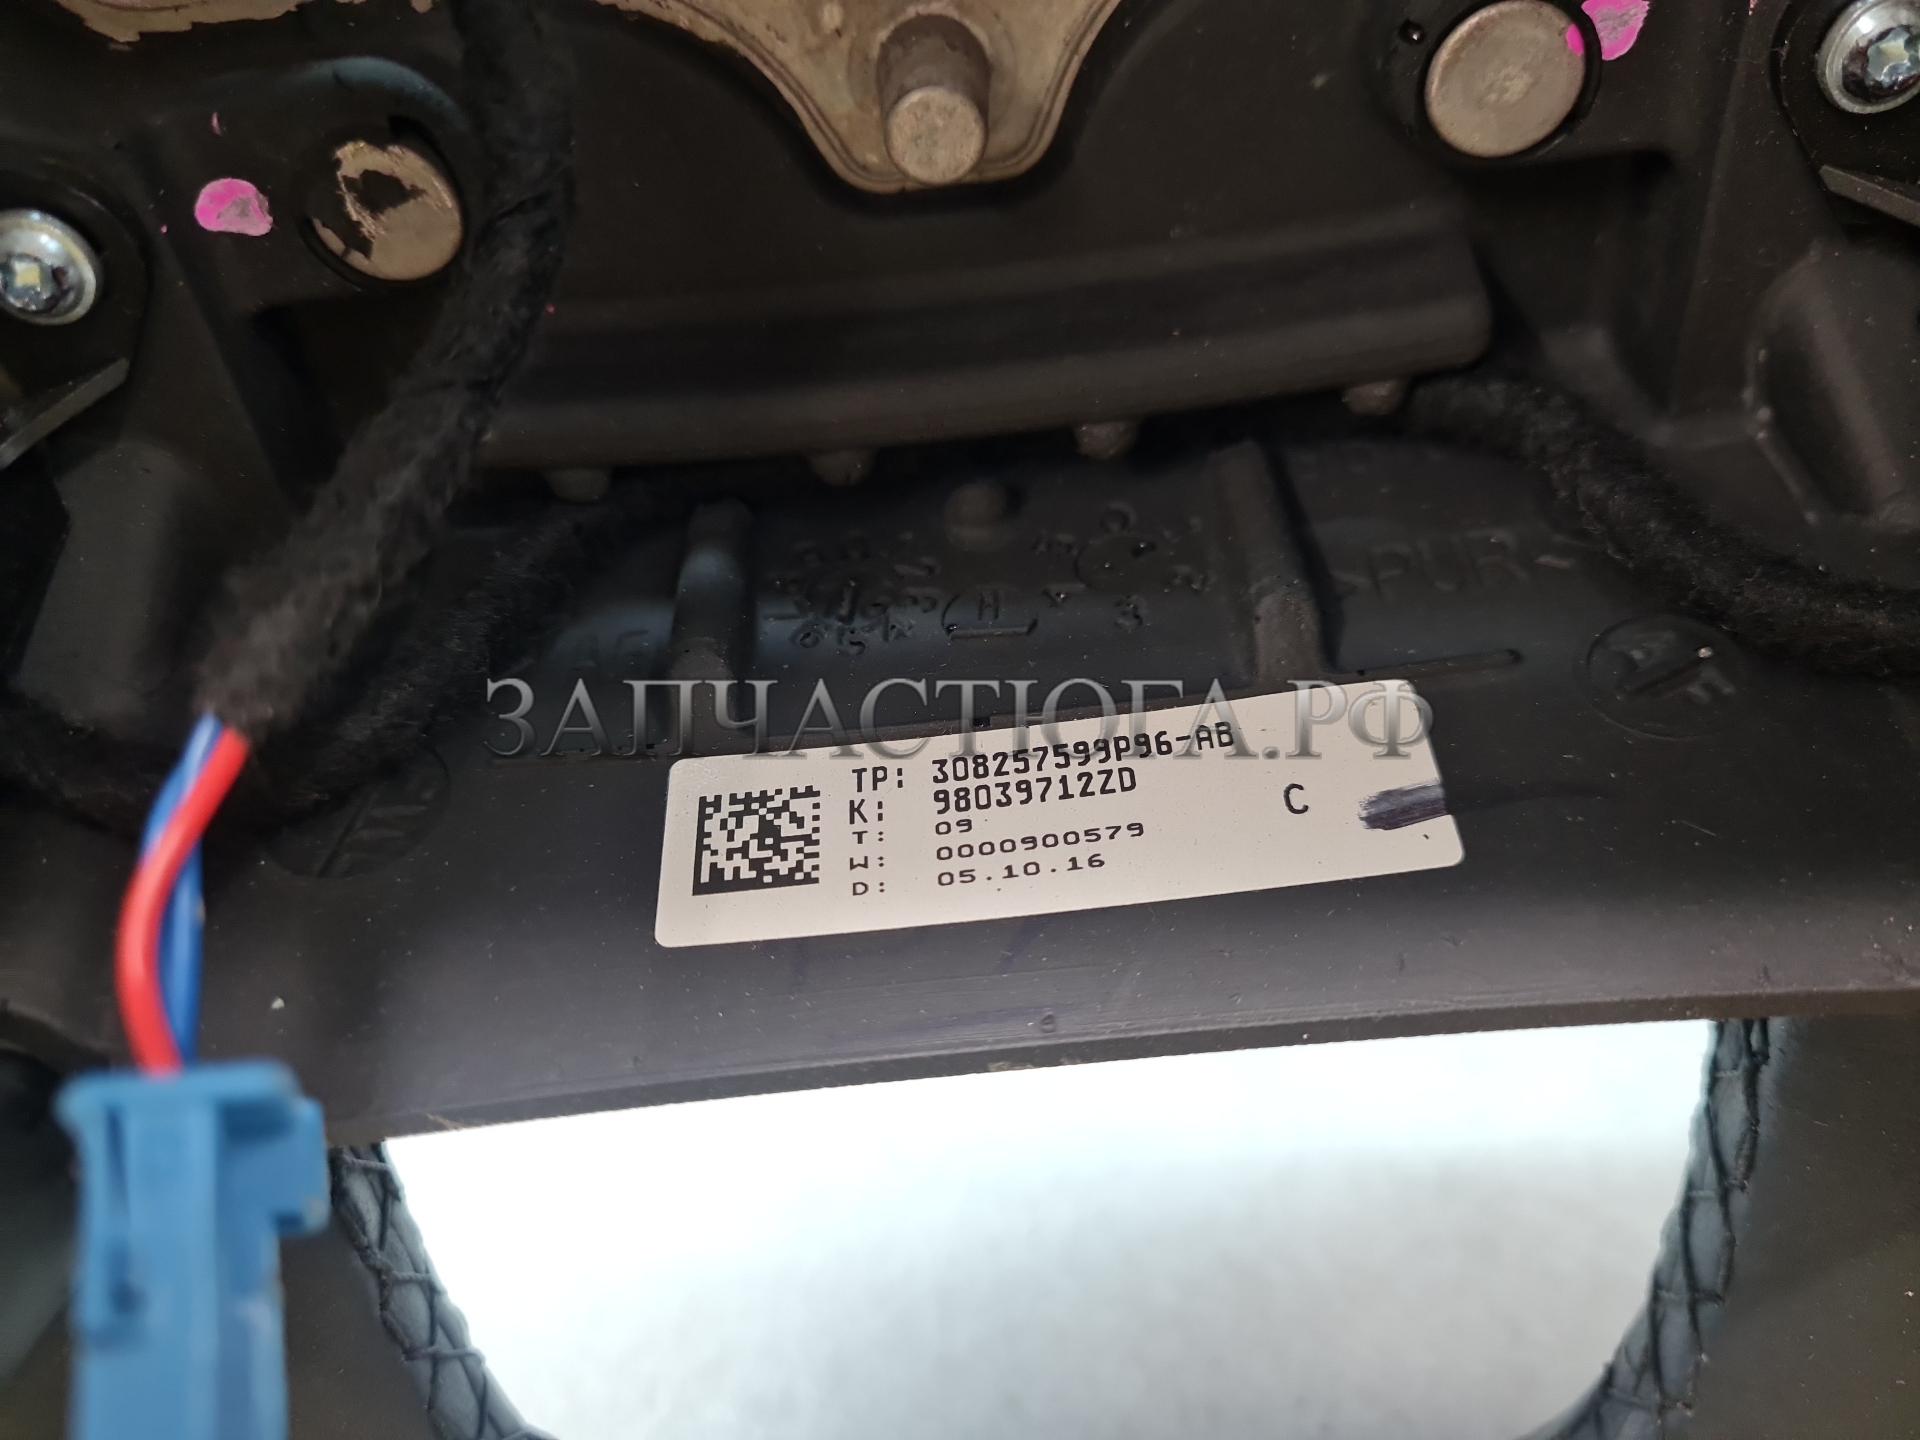 >PUR<
ЗАПЧАСТЮГА.РФ
TP: 308257599P96-AB
K: 98039712ZD
C
T: 09
W: 0000900579
D: 05.10.16